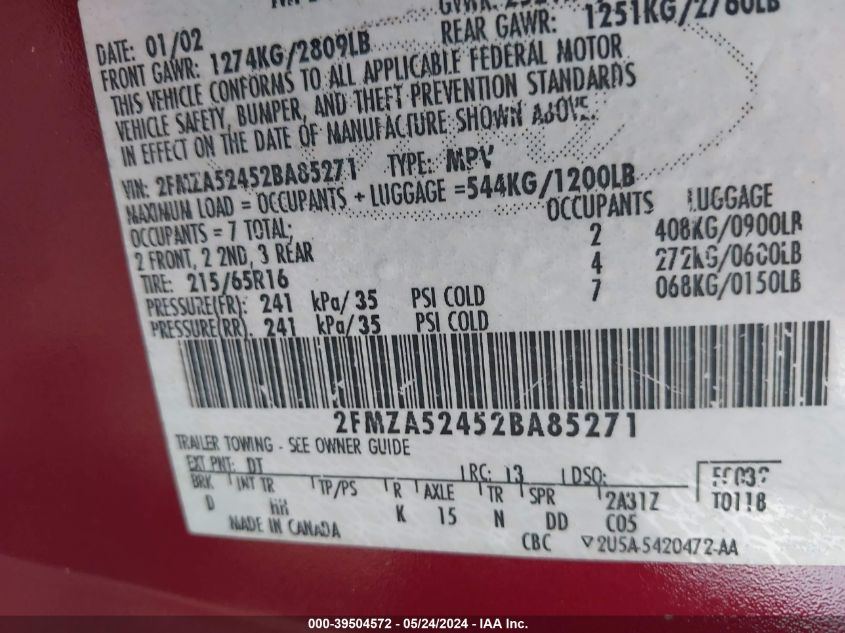 DATE: 01/02
FRONT GAWR: 1274KG/2809LB
REAR GAWR: 1251KG/2760LB
THIS VEHICLE CONFORMS TO ALL APPLICABLE FEDERAL MOTOR
VEHICLE SAFETY, BUMPER, AND THEFT PREVENTION STANDARDS
IN EFFECT ON THE DATE OF MANUFACTURE SHOWN ABOVE.
VIN: 2FMZA52452BA85271 TYPE: MPV
MAXIMUM LOAD = OCCUPANTS + LUGGAGE =544KG/1200LB
OCCUPANTS = 7 TOTAL; OCCUPANTS LUGGAGE
2 FRONT, 2 2ND, 3 REAR 2 408KG/0900LB
TIRE: 215/65R16 4 272KG/0600LB
PRESSURE(FR): 241 kPa/35 PSI COLD 7 068KG/0150LB
PRESSURE(RR): 241 kPa/35 PSI COLD
2FMZA52452BA85271
TRAILER TOWING - SEE OWNER GUIDE
EXT PNT: DT RC: 13 DSO:
BRK INT TR TP/PS R AXLE TR SPR 2A31Z T0118
D HH K 15 N DD C05
MADE IN CANADA CBC 2U5A-5420472-AA
000-39504572 - 05/24/2024 - IAA Inc.